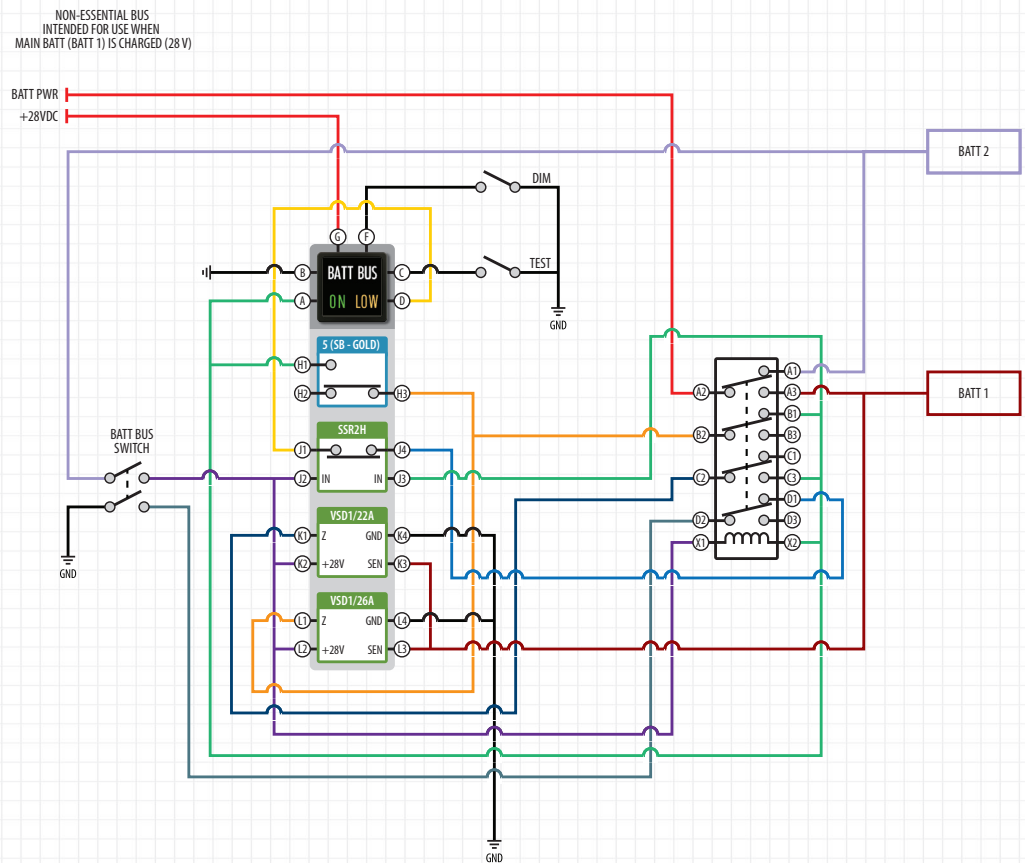 NON-ESSENTIAL BUS
INTENDED FOR USE WHEN
MAIN BATT (BATT 1) IS CHARGED (28 V)
BATT PWR
+28VDC
BATT 2
DIM
G
F
TEST
B
BATT BUS
C
A
ON LOW
D
GND
5 (SB - GOLD)
H1
H2
H3
SSR2H
J1
J4
J2
IN
IN
J3
BATT BUS
SWITCH
GND
VSD1/22A
K1
Z
GND
K4
K2
+28V
SEN
K3
VSD1/26A
L1
Z
GND
L4
L2
+28V
SEN
L3
A1
A2
A3
BATT 1
B1
B2
B3
C1
C2
C3
D1
D2
D3
X1
X2
GND